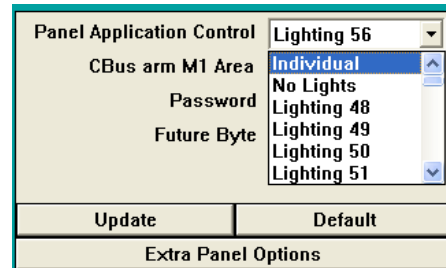 Panel Application Control Lighting 56
CBus arm M1 Area Individual
No Lights
Password Lighting 48
Future Byte Lighting 49
Lighting 50
Lighting 51
Update Default
Extra Panel Options